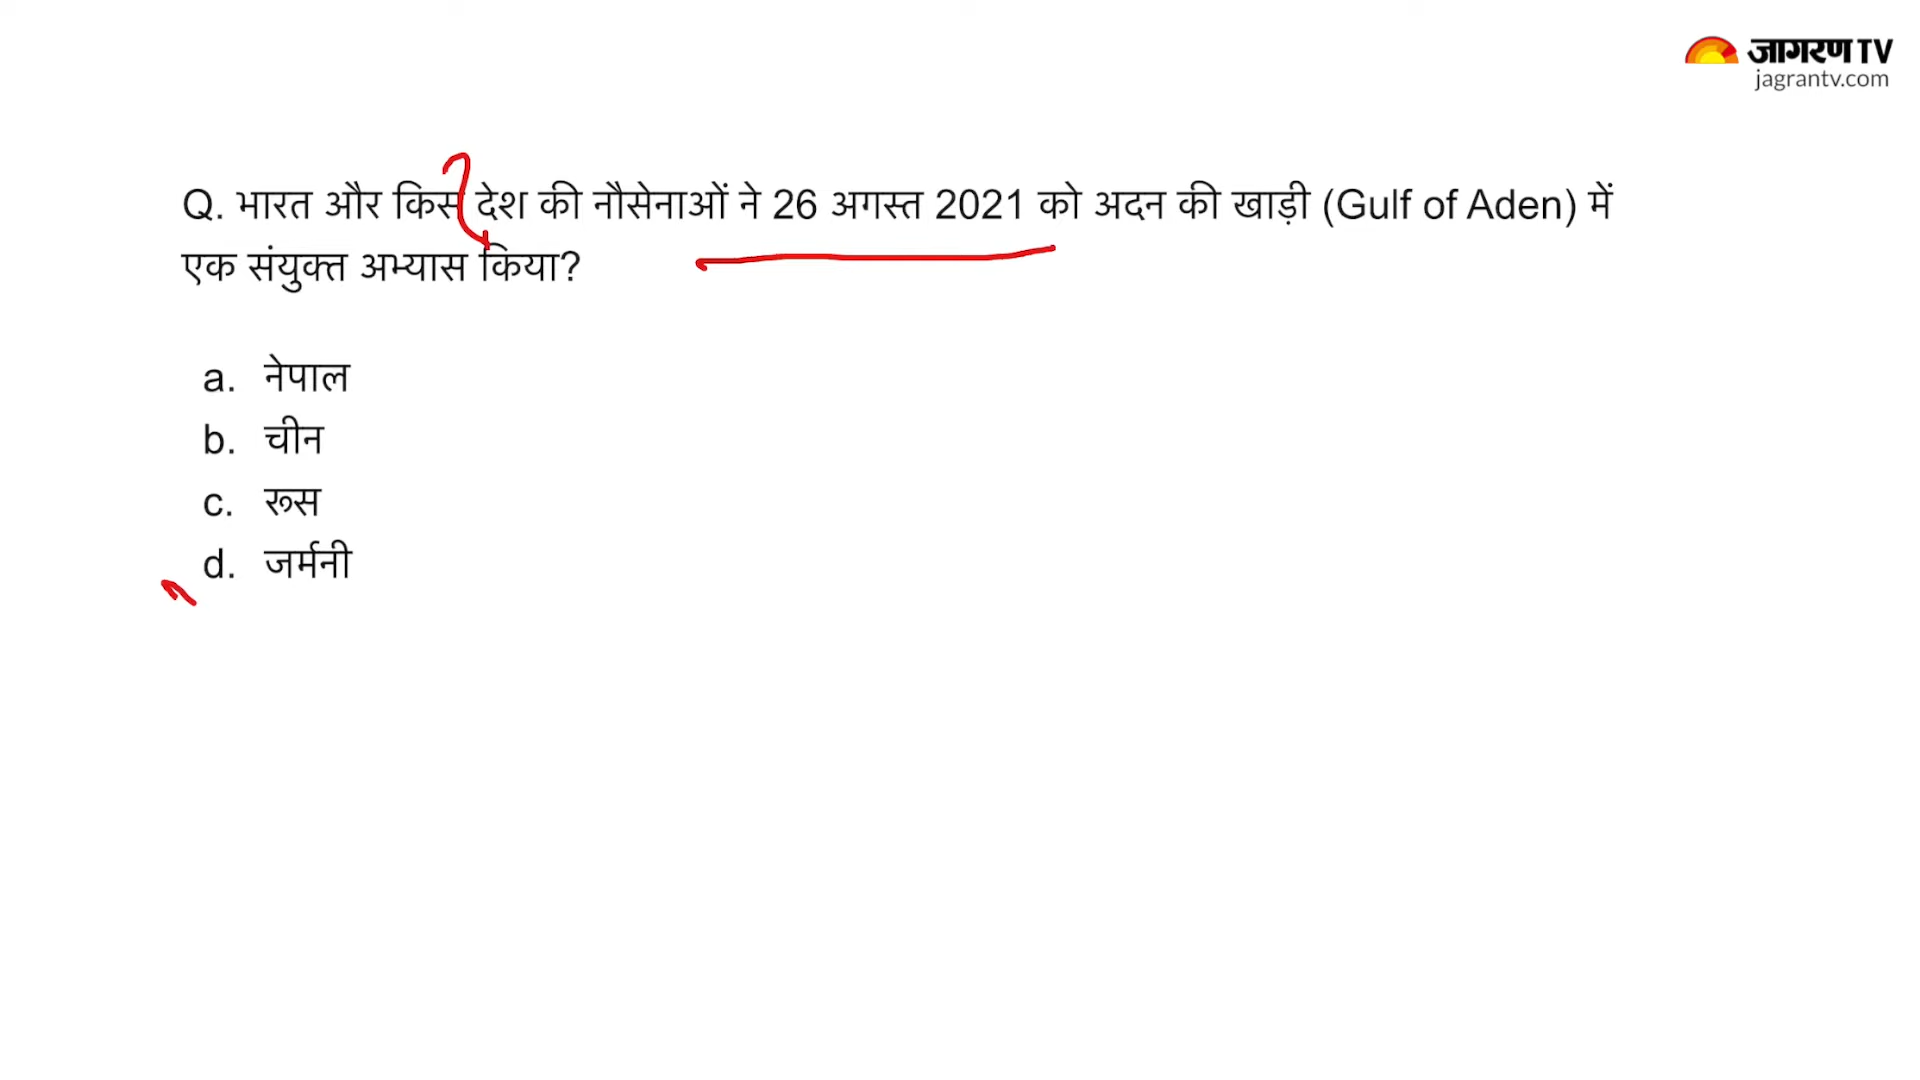 जागरण TV
jagrantv.com
Q. भारत और किस देश की नौसेनाओं ने 26 अगस्त 2021 को अदन की खाड़ी (Gulf of Aden) में
एक संयुक्त अभ्यास किया?
a. नेपाल
b. चीन
c. रूस
d. जर्मनी